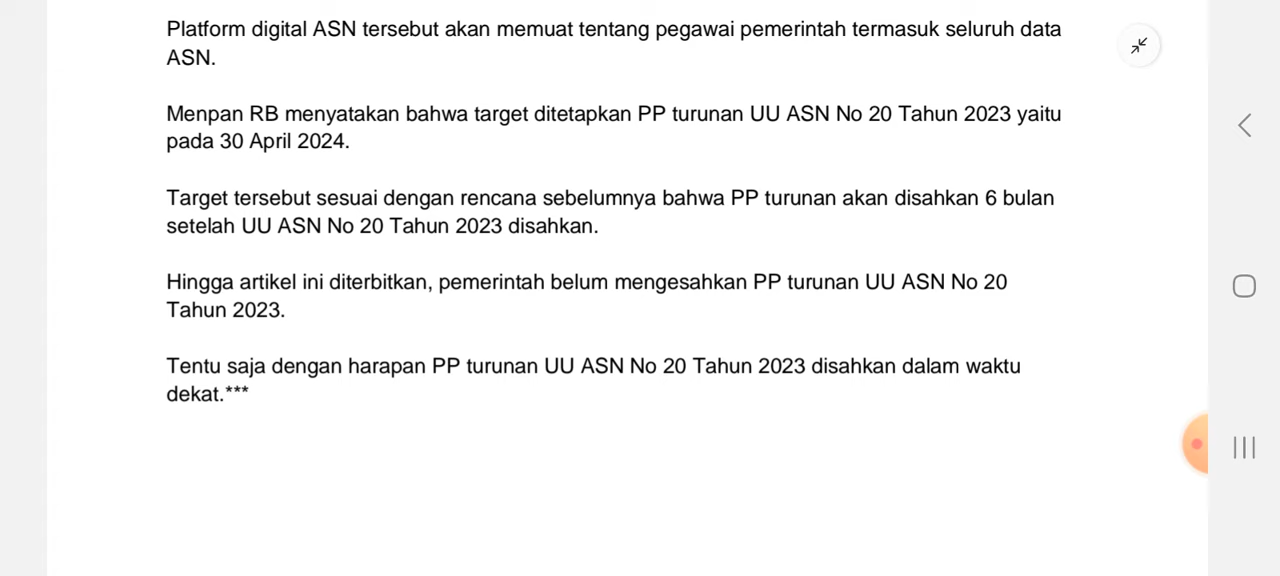 Platform digital ASN tersebut akan memuat tentang pegawai pemerintah termasuk seluruh data
ASN.
Menpan RB menyatakan bahwa target ditetapkan PP turunan UU ASN No 20 Tahun 2023 yaitu
pada 30 April 2024.
Target tersebut sesuai dengan rencana sebelumnya bahwa PP turunan akan disahkan 6 bulan
setelah UU ASN No 20 Tahun 2023 disahkan.
Hingga artikel ini diterbitkan, pemerintah belum mengesahkan PP turunan UU ASN No 20
Tahun 2023.
Tentu saja dengan harapan PP turunan UU ASN No 20 Tahun 2023 disahkan dalam waktu
dekat.***